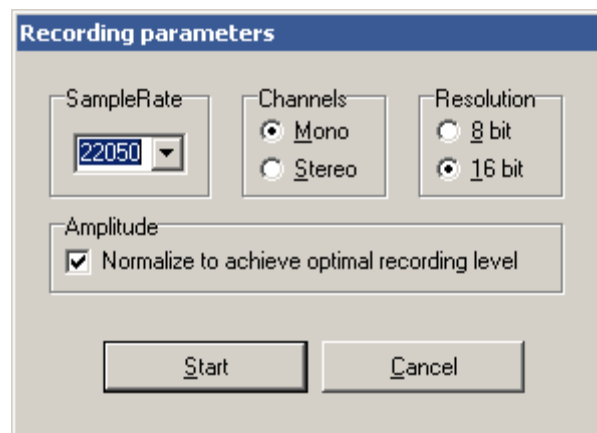 Recording parameters
SampleRate
22050
Channels
Mono
Stereo
Resolution
8 bit
16 bit
Amplitude
Normalize to achieve optimal recording level
Start
Cancel